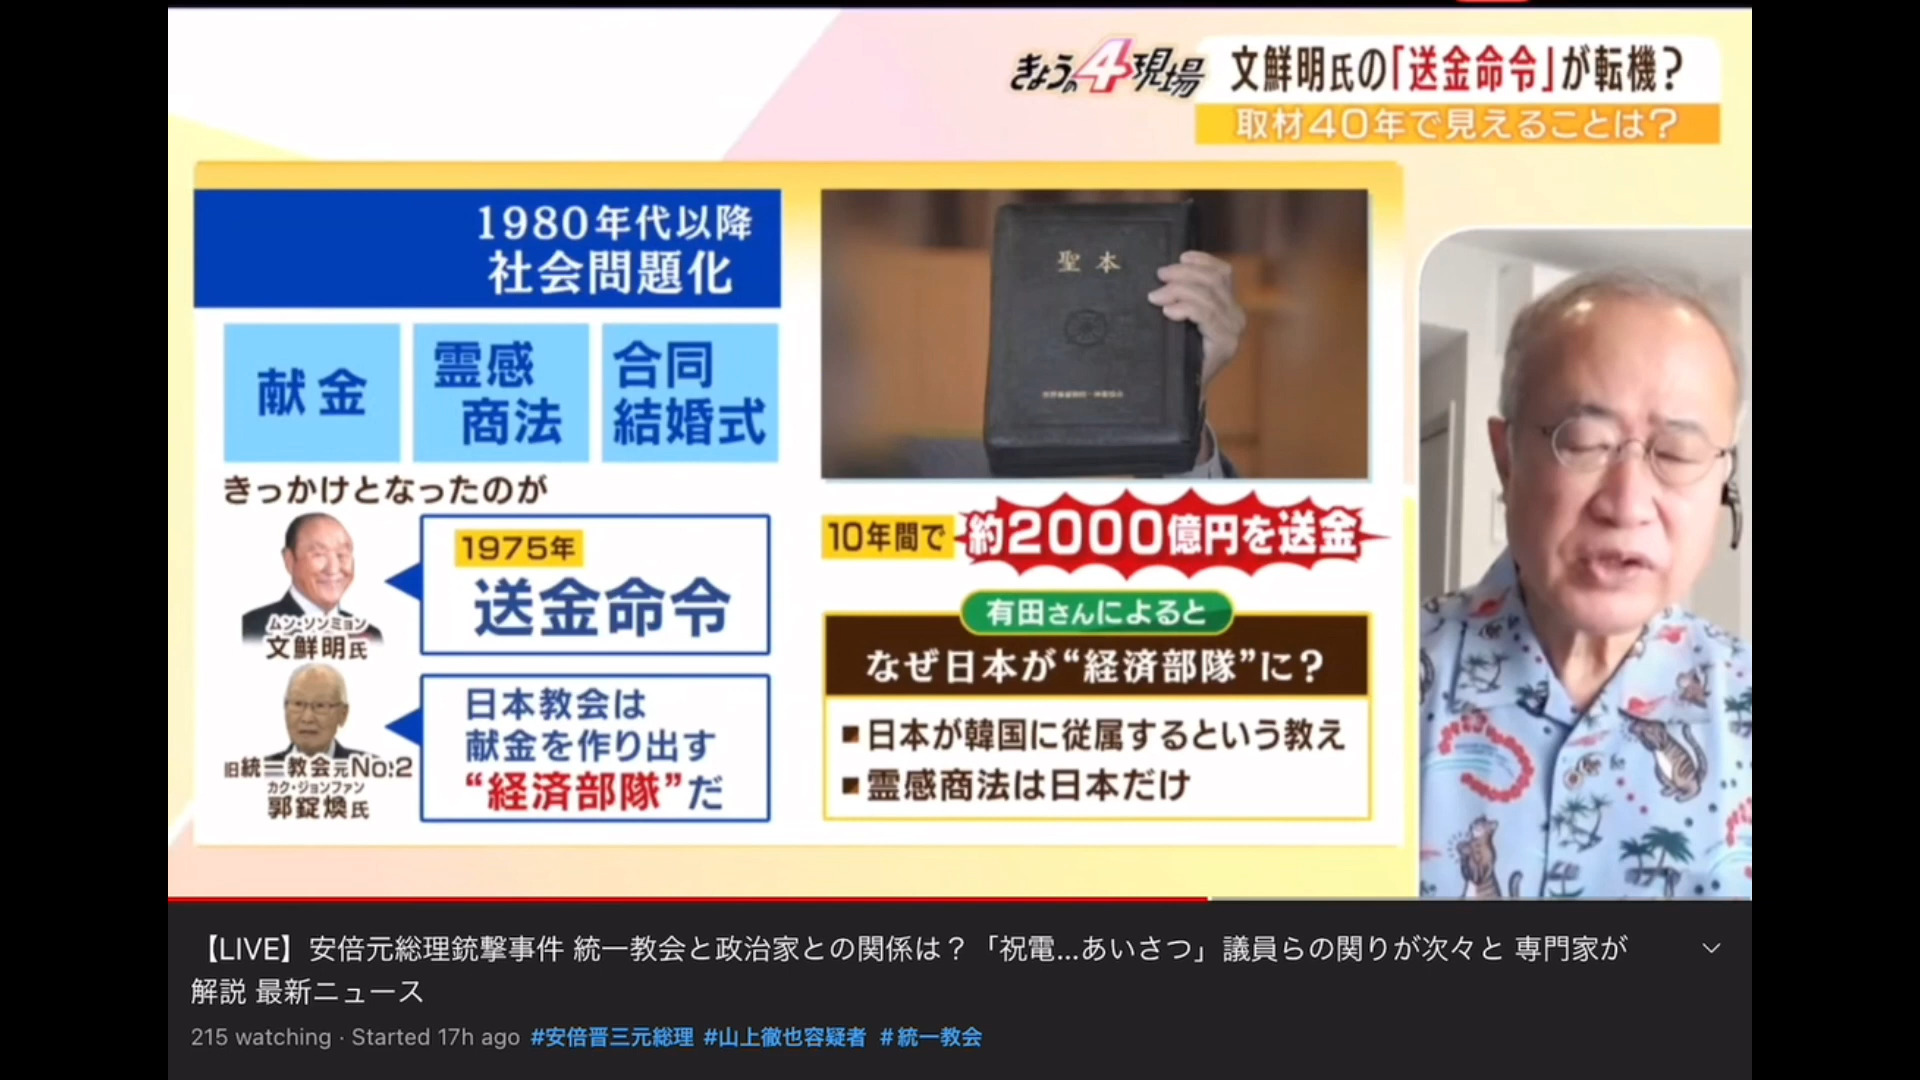 きょうの4現場
文鮮明氏の「送金命令」が転機？
取材40年で見えることは？
1980年代以降
社会問題化
献金
霊感
商法
合同
結婚式
きっかけとなったのが
1975年
送金命令
ムン・ソンミョン
文鮮明氏
日本教会は
献金を作り出す
“経済部隊”だ
旧統一教会元No.2
カク・ジョンファン
郭錠煥氏
聖本
10年間で
約2000億円を送金
有田さんによると
なぜ日本が“経済部隊”に？
■日本が韓国に従属するという教え
■霊感商法は日本だけ
【LIVE】安倍元総理銃撃事件 統一教会と政治家との関係は？「祝電...あいさつ」議員らの関りが次々と 専門家が
解説 最新ニュース
215 watching · Started 17h ago #安倍晋三元総理 #山上徹也容疑者 #統一教会